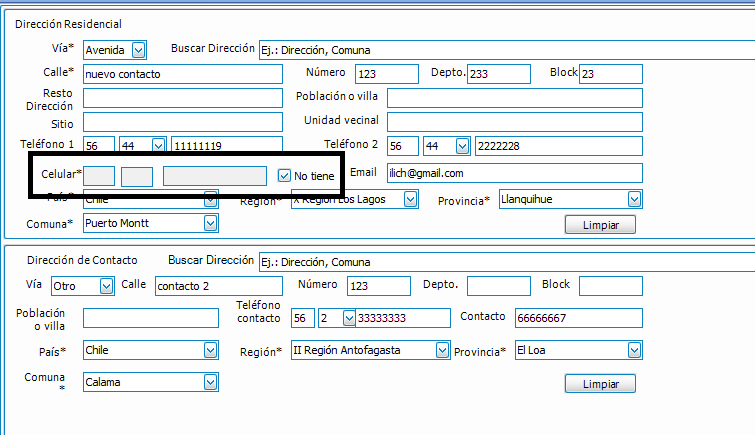 Dirección Residencial
Vía* Avenida Buscar Dirección Ej.: Dirección, Comuna
Calle* nuevo contacto Número 123 Depto. 233 Block 23
Resto Dirección Población o villa
Sitio Unidad vecinal
Teléfono 1 56 44 11111119 Teléfono 2 56 44 2222228
Celular* No tiene Email ilich@gmail.com
País* Chile Región* X Región Los Lagos Provincia* Llanquihue
Comuna* Puerto Montt Limpiar
Dirección de Contacto Buscar Dirección Ej.: Dirección, Comuna
Vía Otro Calle contacto 2 Número 123 Depto. Block
Población o villa Teléfono contacto 56 2 33333333 Contacto 66666667
País* Chile Región* II Región Antofagasta Provincia* El Loa
Comuna * Calama Limpiar